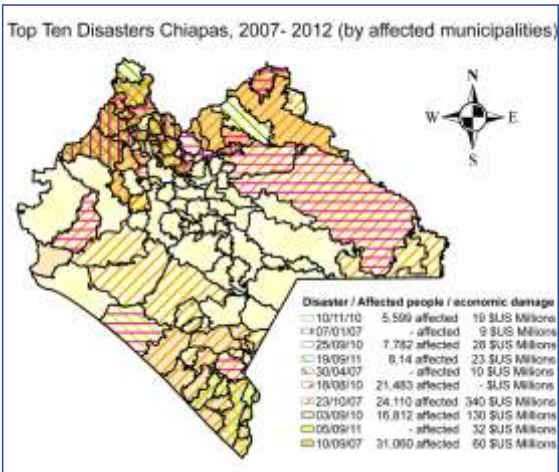 Top Ten Disasters Chiapas, 2007- 2012 (by affected municipalities)
N
W E
S
Disaster / Affected people / economic damage
10/11/10 5,599 affected 19 $US Millions
07/01/07 - affected 9 $US Millions
25/09/10 7,782 affected 28 $US Millions
19/09/11 8,14 affected 23 $US Millions
30/04/07 - affected 10 $US Millions
18/08/10 21,483 affected - $US Millions
23/10/07 24,110 affected 340 $US Millions
03/09/10 16,812 affected 130 $US Millions
05/09/11 - affected 32 $US Millions
10/09/07 31,060 affected 60 $US Millions